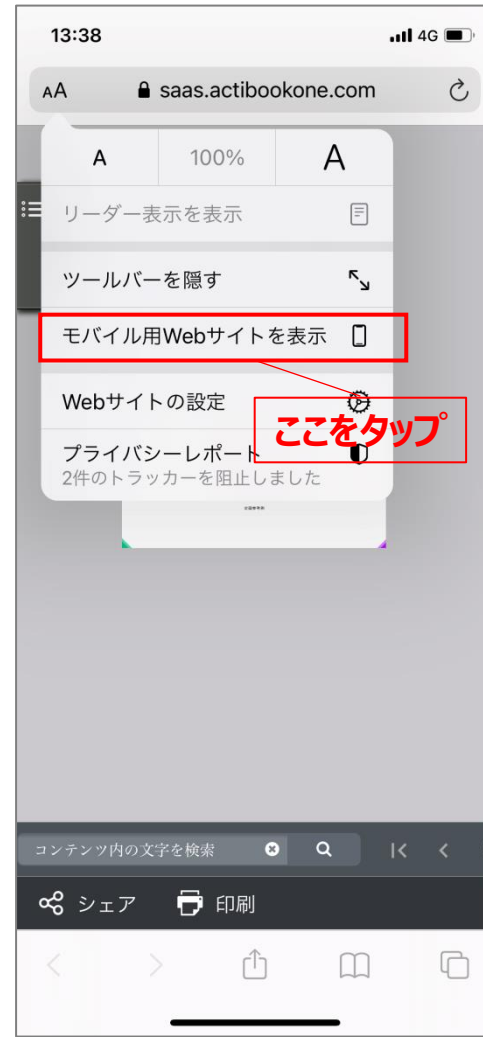 13:38
4G
AA saas.actibookone.com
A 100% A
リーダー表示を表示
ツールバーを隠す
モバイル用Webサイトを表示
Webサイトの設定
ここをタップ
プライバシーレポート
2件のトラッカーを阻止しました
コンテンツ内の文字を検索
シェア 印刷